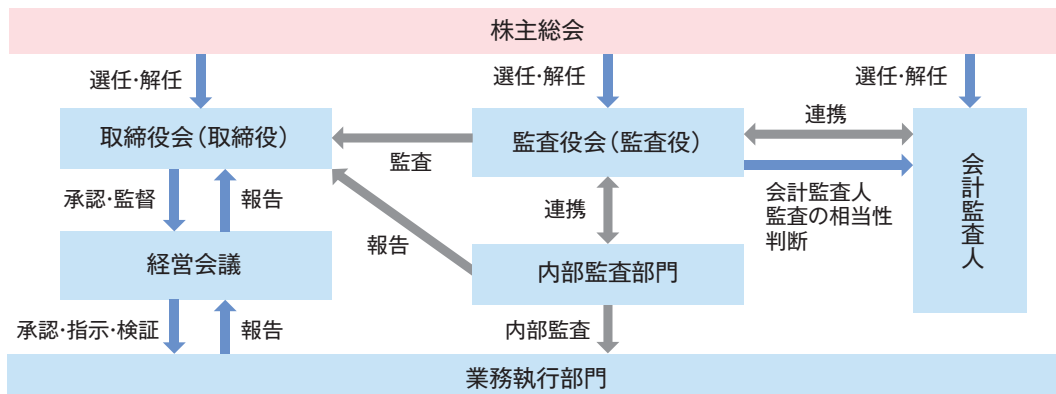 株主総会
選任・解任
選任・解任
選任・解任
取締役会（取締役）
監査
監査役会（監査役）
連携
会計監査人
監査の相当性
判断
会計監査人
承認・監督
報告
報告
連携
経営会議
内部監査部門
承認・指示・検証
報告
内部監査
業務執行部門